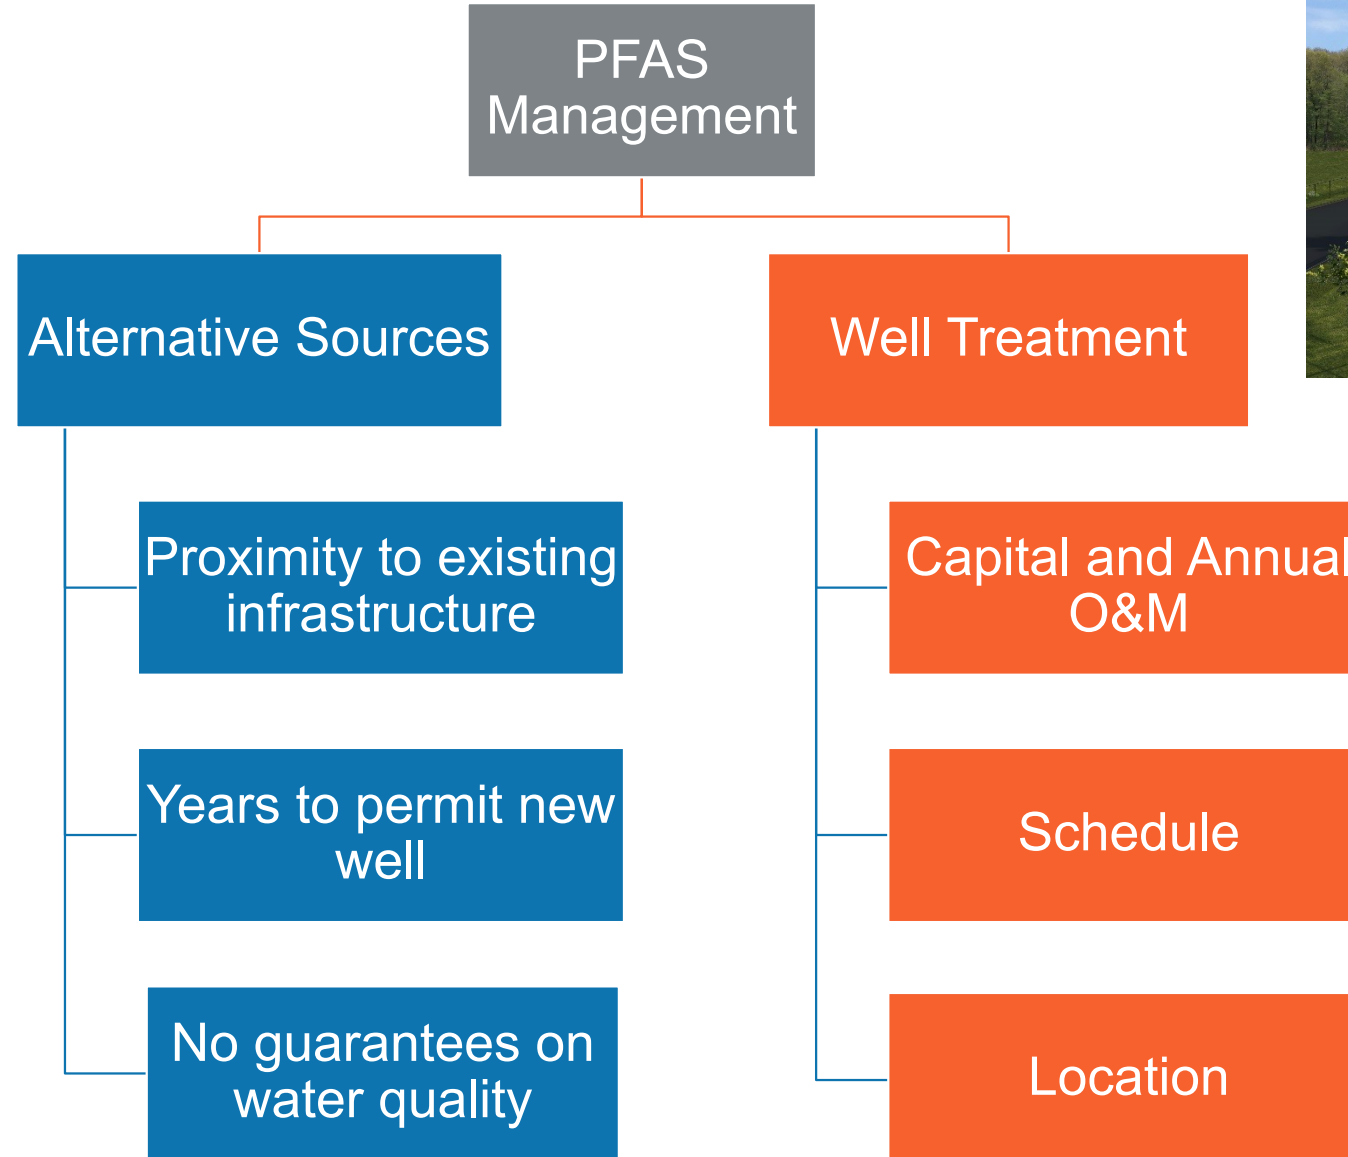 PFAS
Management
Alternative Sources
Well Treatment
Proximity to existing
infrastructure
Capital and Annual
O&M
Years to permit new
well
Schedule
No guarantees on
water quality
Location